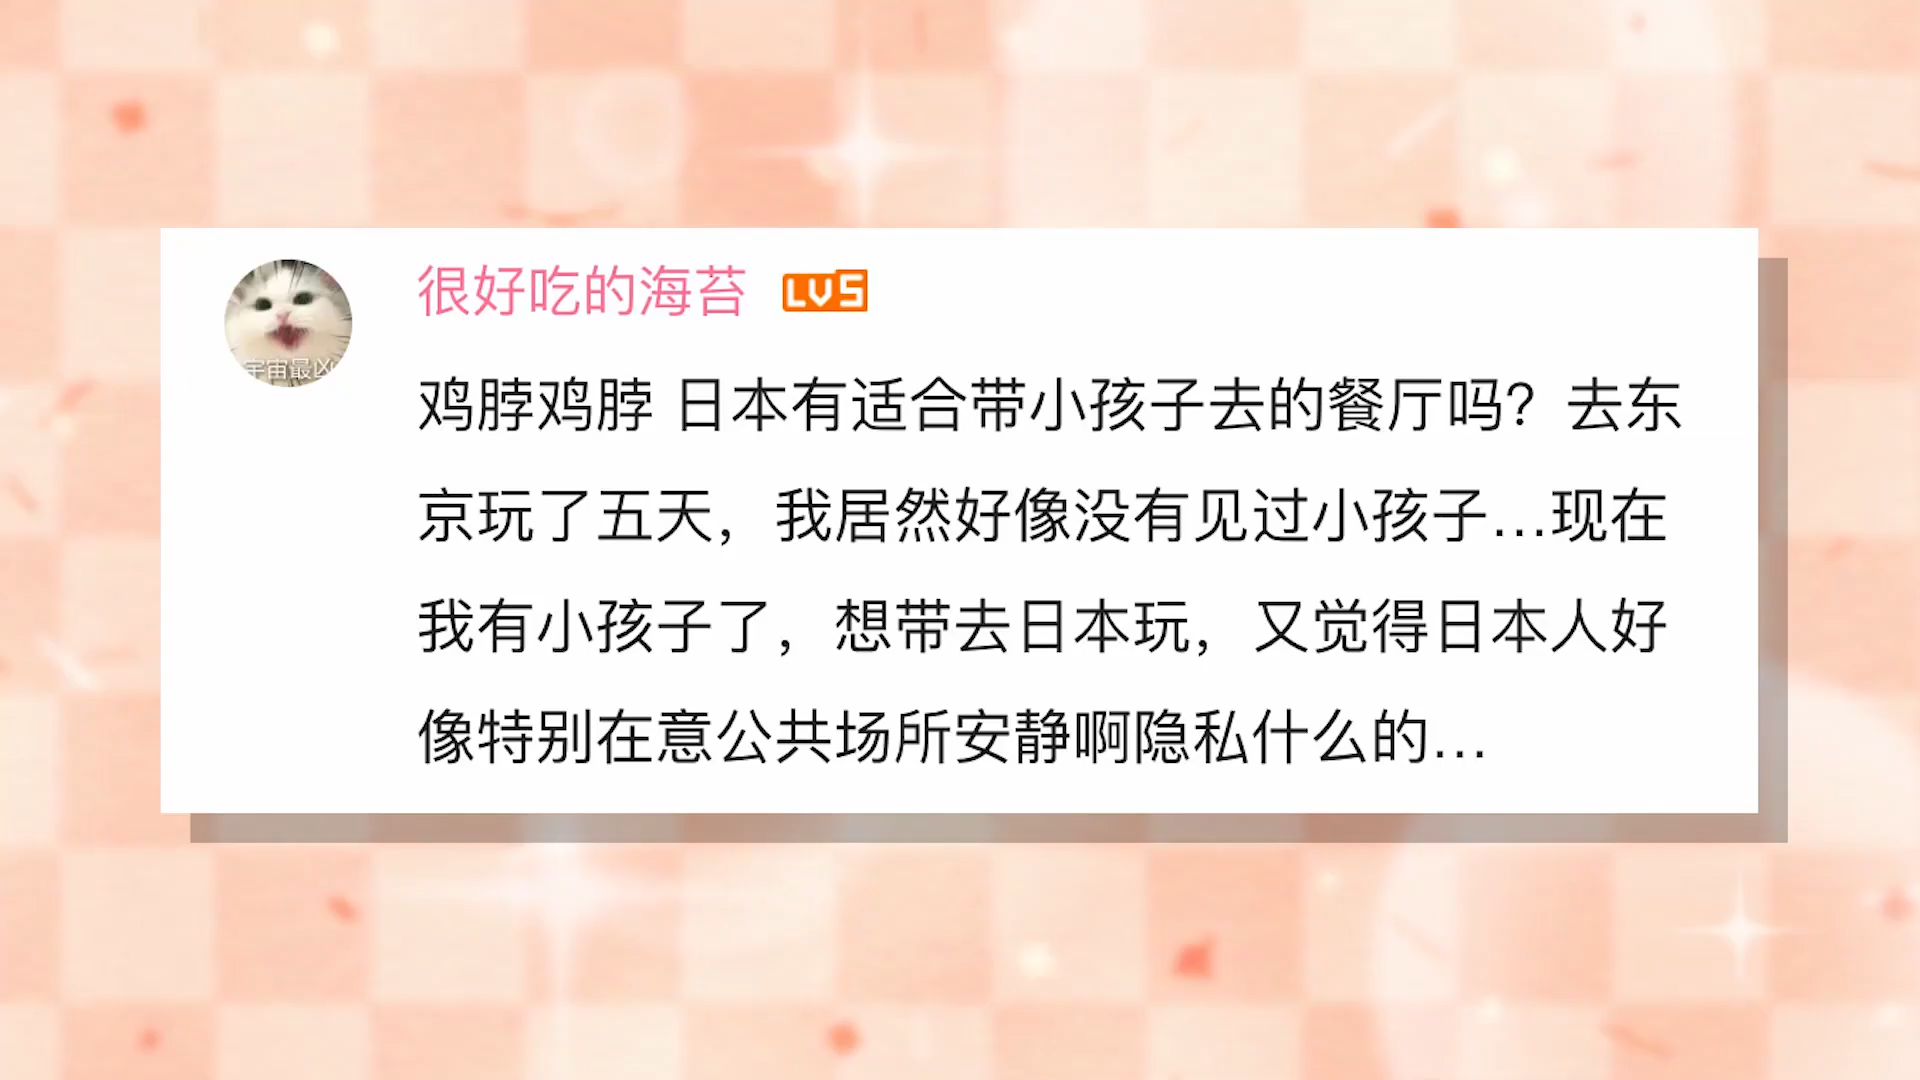 很好吃的海苔 LV5
宇宙最凶
鸡脖鸡脖 日本有适合带小孩子去的餐厅吗？去东
京玩了五天，我居然好像没有见过小孩子...现在
我有小孩子了，想带去日本玩，又觉得日本人好
像特别在意公共场所安静啊隐私什么的...